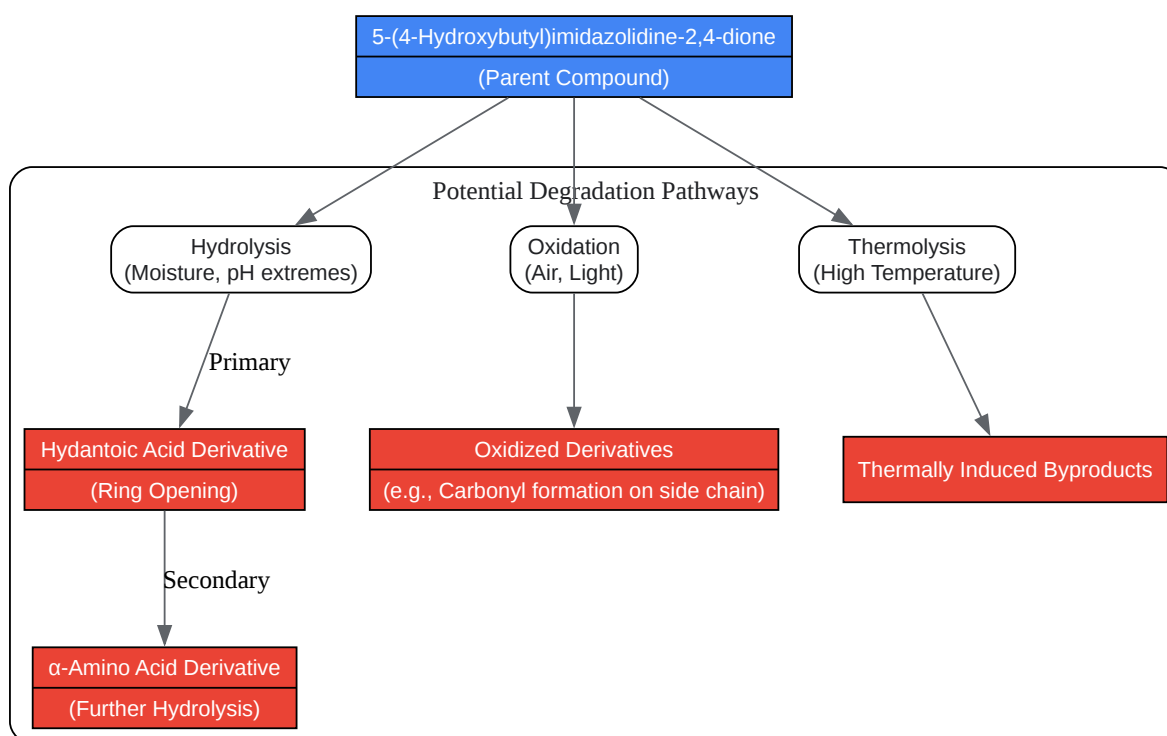 5-(4-Hydroxybutyl)imidazolidine-2,4-dione
(Parent Compound)
Potential Degradation Pathways
Hydrolysis
(Moisture, pH extremes)
Oxidation
(Air, Light)
Thermolysis
(High Temperature)
Primary
Hydantoic Acid Derivative
(Ring Opening)
Oxidized Derivatives
(e.g., Carbonyl formation on side chain)
Thermally Induced Byproducts
Secondary
α-Amino Acid Derivative
(Further Hydrolysis)